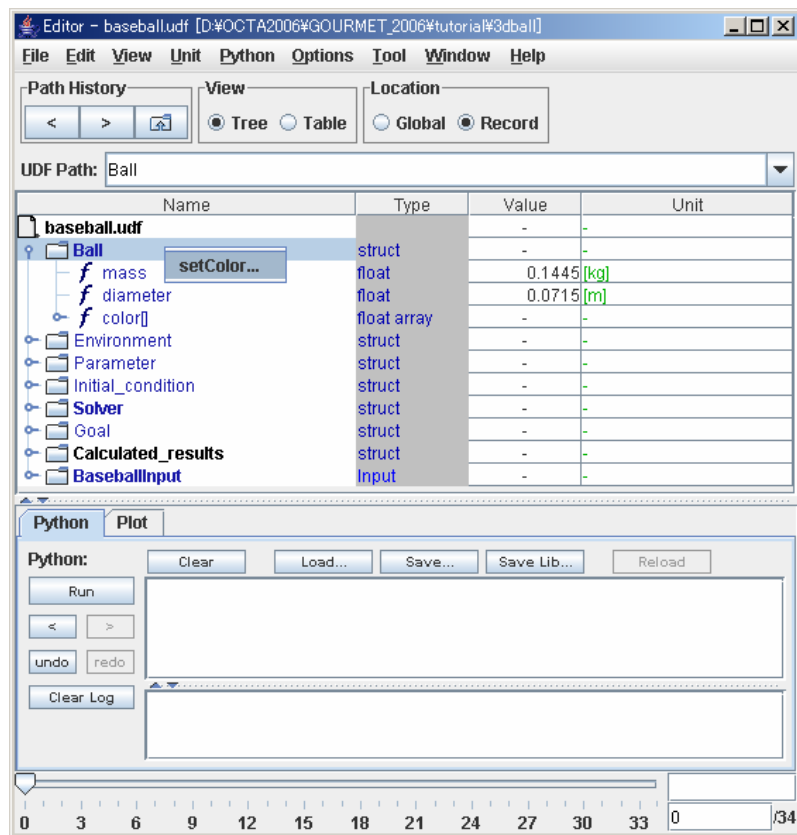 Editor - baseball.udf [D:¥OCTA2006¥GOURMET_2006¥tutorial¥3dball]
File Edit View Unit Python Options Tool Window Help
Path History View Location
< > Tree Table Global Record
UDF Path: Ball
Name Type Value Unit
baseball.udf - -
Ball struct - -
setColor...
f mass float 0.1445 [kg]
f diameter float 0.0715 [m]
f color[] float array - -
Environment struct - -
Parameter struct - -
Initial_condition struct - -
Solver struct - -
Goal struct - -
Calculated_results struct - -
BaseballInput Input - -
Python Plot
Python: Clear Load... Save... Save Lib... Reload
Run
< >
undo redo
Clear Log
0 3 6 9 12 15 18 21 24 27 30 33 0 /34